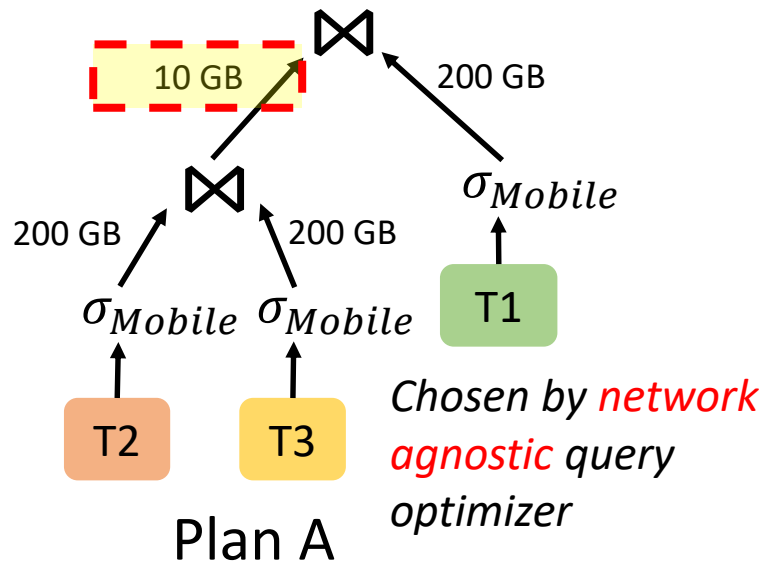 ⋈
10 GB
200 GB
⋈
σ_Mobile
200 GB
200 GB
σ_Mobile
σ_Mobile
T1
T2
T3
Chosen by network
agnostic query
optimizer
Plan A